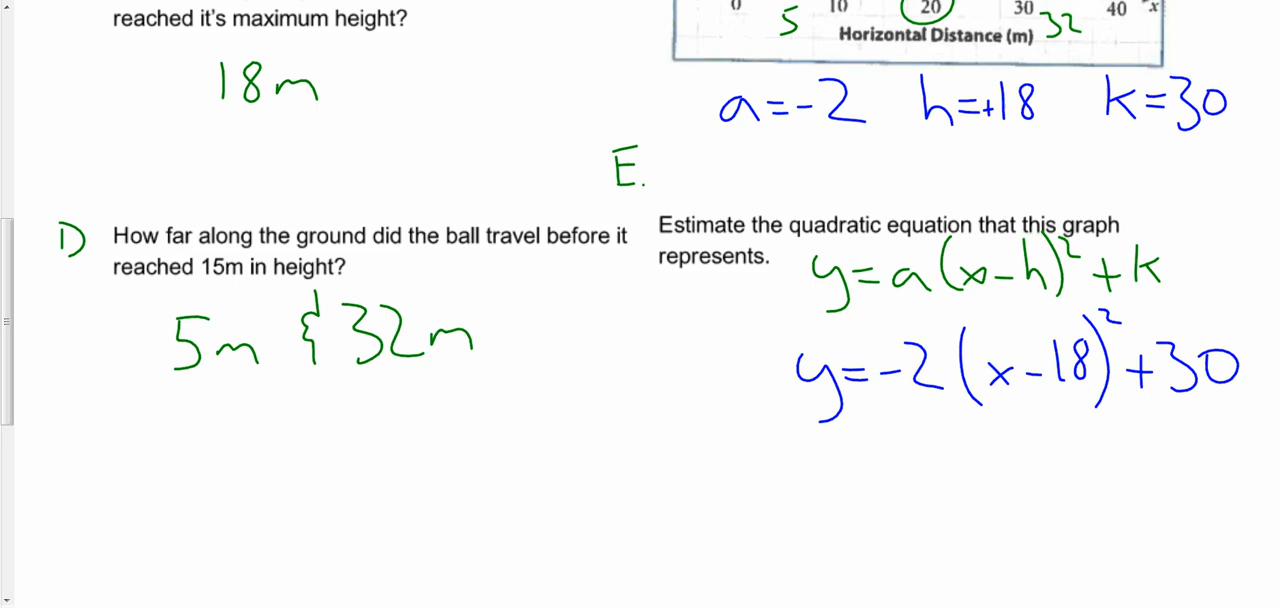 reached it's maximum height?
18m
0 10 20 30 40 x
5 32
Horizontal Distance (m)
a=-2 h=+18 k=30
E.
D How far along the ground did the ball travel before it
reached 15m in height?
5m & 32m
Estimate the quadratic equation that this graph
represents.
y=a(x-h)²+k
y=-2(x-18)²+30